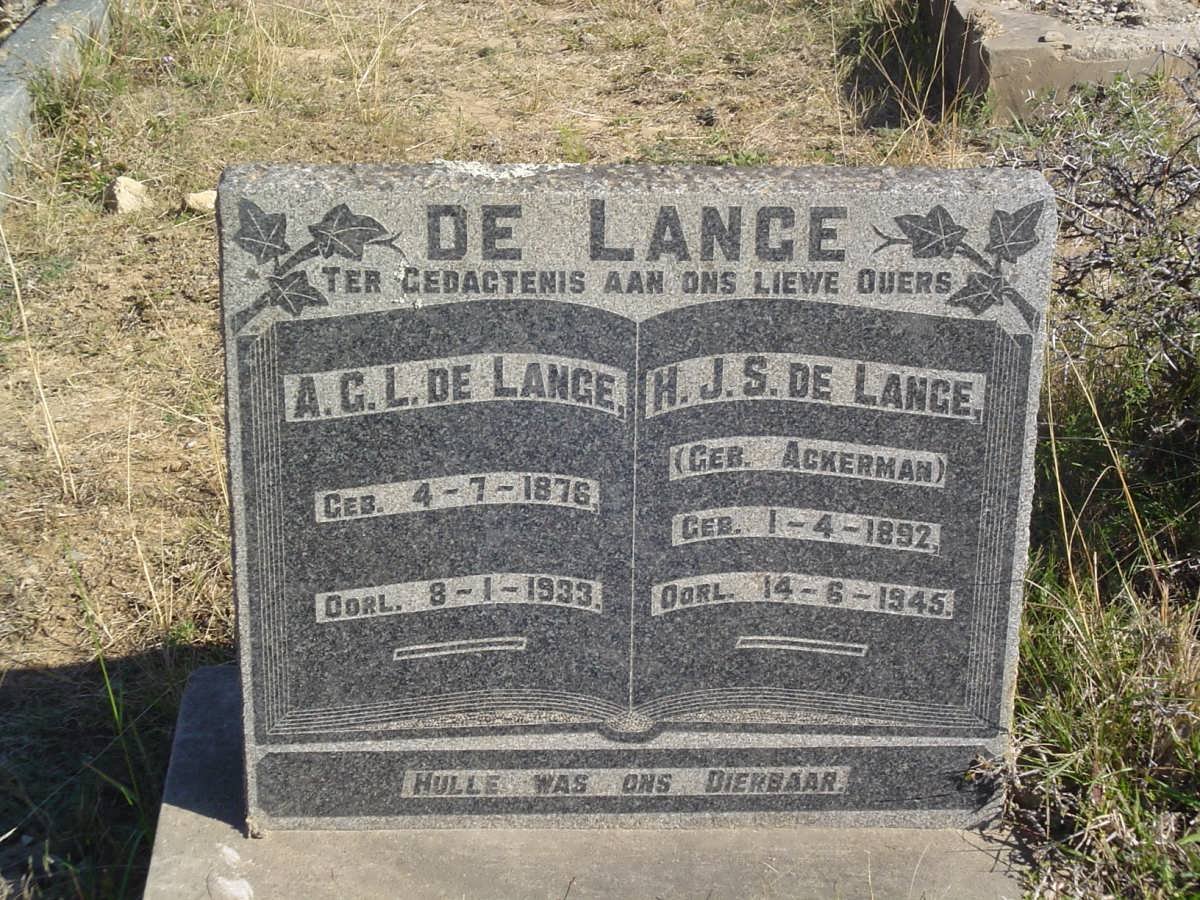 DE LANGE
TER GEDAGTENIS AAN ONS LIEWE OUERS
A. G. L. DE LANGE,
GEB. 4-7-1876,
OORL. 8-1-1933.
H. J. S. DE LANGE,
(GEB. ACKERMAN)
GEB. 1-4-1892,
OORL. 14-6-1945.
HULLE WAS ONS DIERBAAR.